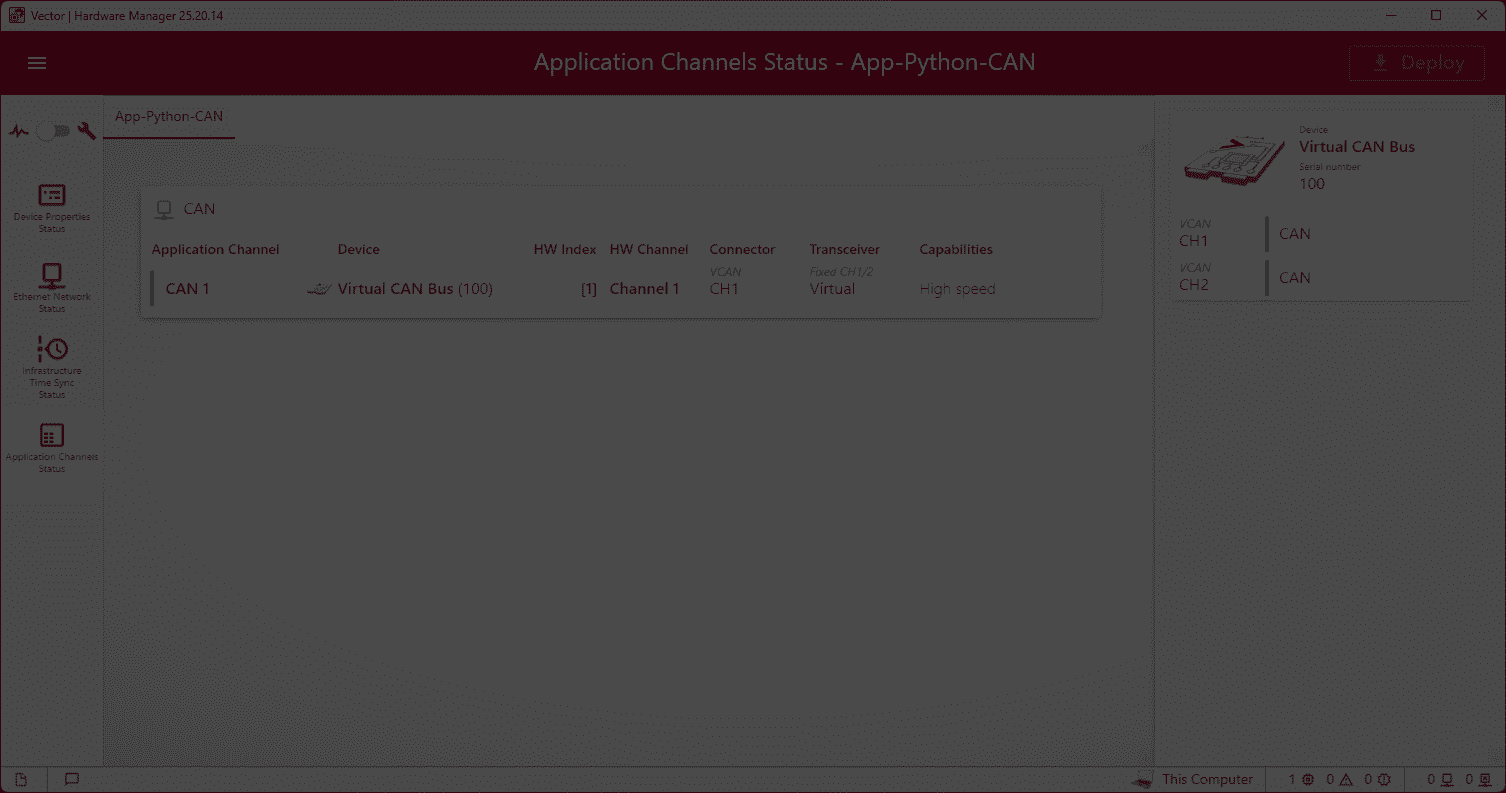 Vector | Hardware Manager 25.20.14
Application Channels Status - App-Python-CAN
Deploy
App-Python-CAN
Device Properties
Status
Ethernet Network
Status
Infrastructure
Time Sync
Status
Application Channels
Status
CAN
Application Channel Device HW Index HW Channel Connector Transceiver Capabilities
VCAN Fixed CH1/2
CAN 1 Virtual CAN Bus (100) [1] Channel 1 CH1 Virtual High speed
Device
Virtual CAN Bus
Serial number
100
VCAN
CH1 CAN
VCAN
CH2 CAN
This Computer 1 0 0 0 0